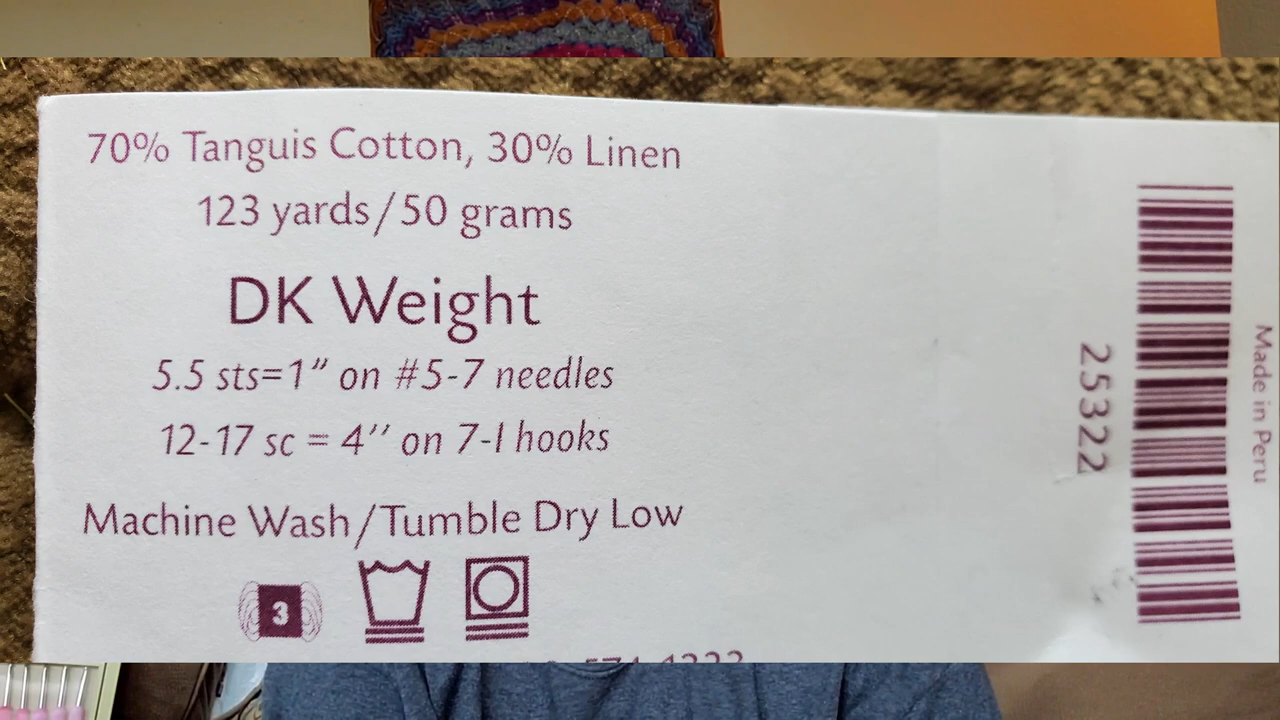 70% Tanguis Cotton, 30% Linen
123 yards/50 grams
DK Weight
5.5 sts=1” on #5-7 needles
12-17 sc = 4’’ on 7-I hooks
Machine Wash/Tumble Dry Low
3
25322
Made in Peru